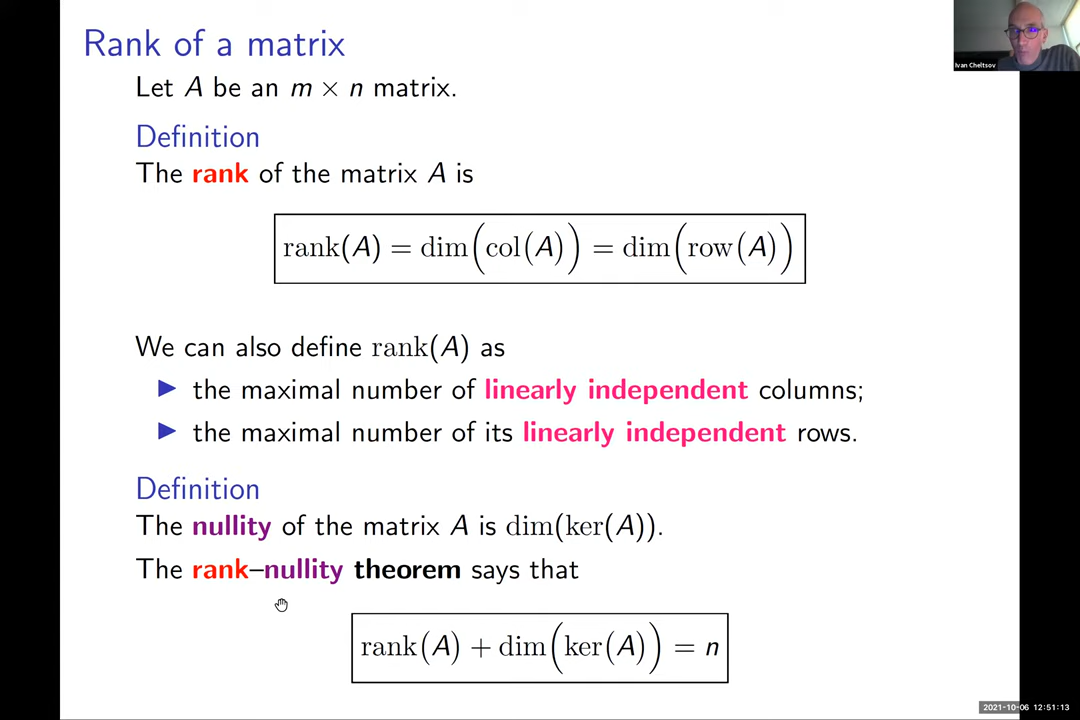 Rank of a matrix
Ivan Cheltsov
Let A be an m × n matrix.
Definition
The rank of the matrix A is
rank(A) = dim(col(A)) = dim(row(A))
We can also define rank(A) as
▶ the maximal number of linearly independent columns;
▶ the maximal number of its linearly independent rows.
Definition
The nullity of the matrix A is dim(ker(A)).
The rank–nullity theorem says that
rank(A) + dim(ker(A)) = n
2021-10-06 12:51:13